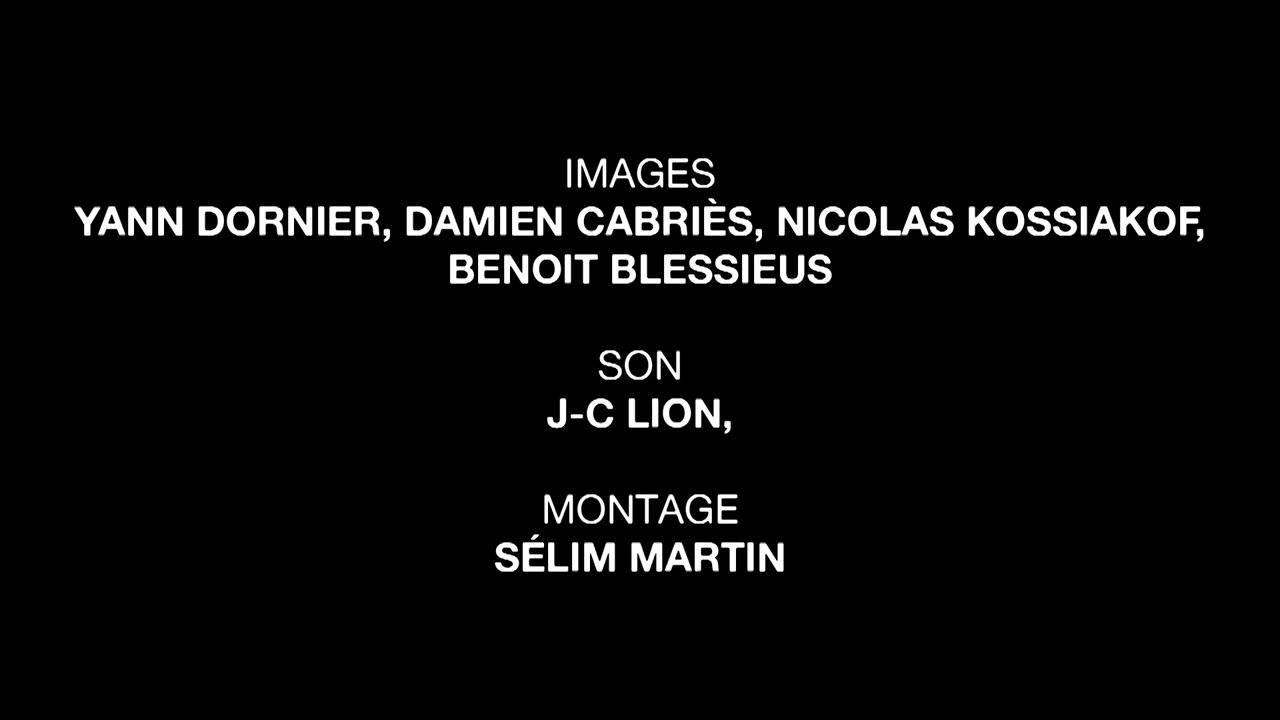 IMAGES
YANN DORNIER, DAMIEN CABRIÈS, NICOLAS KOSSIAKOF,
BENOIT BLESSIEUS
SON
J-C LION,
MONTAGE
SÉLIM MARTIN